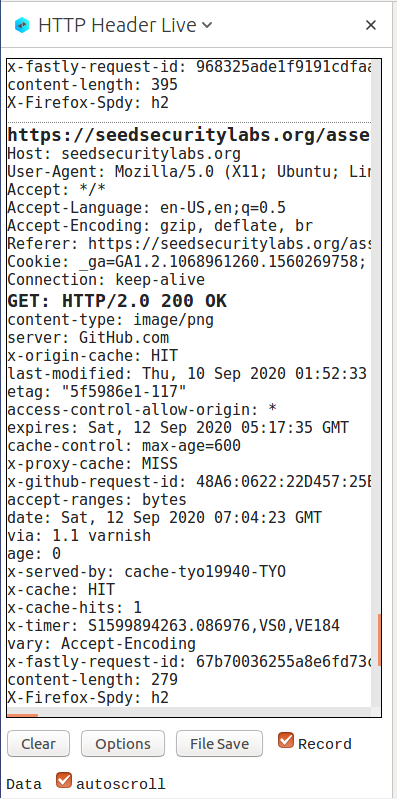 HTTP Header Live
x-fastly-request-id: 968325ade1f9191cdfaa
content-length: 395
X-Firefox-Spdy: h2
https://seedsecuritylabs.org/asse
Host: seedsecuritylabs.org
User-Agent: Mozilla/5.0 (X11; Ubuntu; Lin
Accept: */*
Accept-Language: en-US,en;q=0.5
Accept-Encoding: gzip, deflate, br
Referer: https://seedsecuritylabs.org/ass
Cookie: _ga=GA1.2.1068961260.1560269758;
Connection: keep-alive
GET: HTTP/2.0 200 OK
content-type: image/png
server: GitHub.com
x-origin-cache: HIT
last-modified: Thu, 10 Sep 2020 01:52:33
etag: "5f5986e1-117"
access-control-allow-origin: *
expires: Sat, 12 Sep 2020 05:17:35 GMT
cache-control: max-age=600
x-proxy-cache: MISS
x-github-request-id: 48A6:0622:22D457:25E
accept-ranges: bytes
date: Sat, 12 Sep 2020 07:04:23 GMT
via: 1.1 varnish
age: 0
x-served-by: cache-tyo19940-TYO
x-cache: HIT
x-cache-hits: 1
x-timer: S1599894263.086976,VS0,VE184
vary: Accept-Encoding
x-fastly-request-id: 67b70036255a8e6fd73c
content-length: 279
X-Firefox-Spdy: h2
Clear Options File Save Record
Data autoscroll